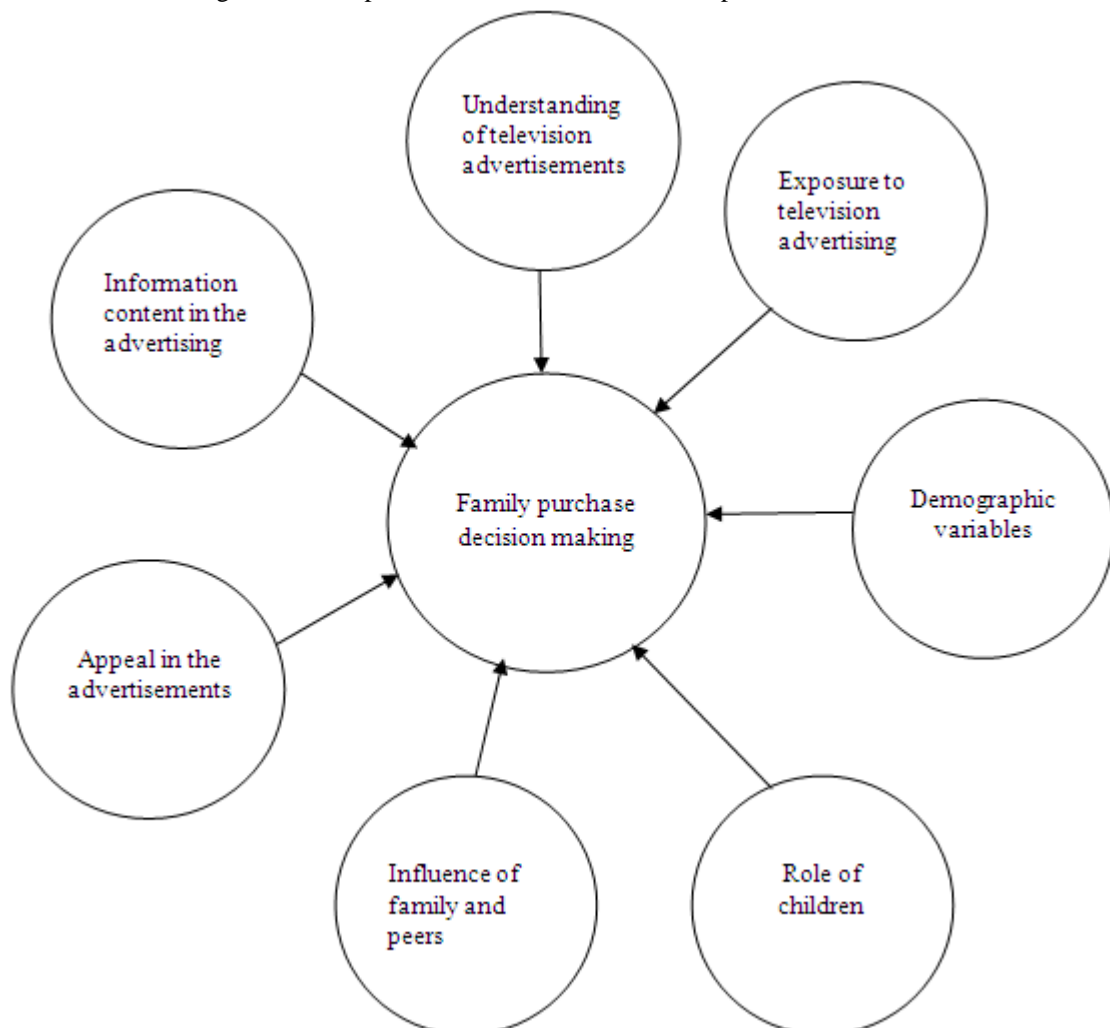 Understanding
of television
advertisements
Exposure to
television
advertising
Information
content in the
advertising
Family purchase
decision making
Demographic
variables
Appeal in the
advertisements
Influence of
family and
peers
Role of
children